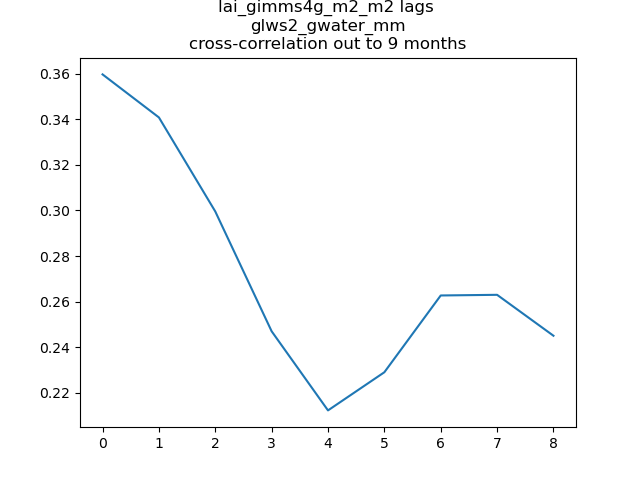 lai_gimms4g_m2_m2 lags
glws2_gwater_mm
cross-correlation out to 9 months
0.36
0.34
0.32
0.30
0.28
0.26
0.24
0.22
0 1 2 3 4 5 6 7 8